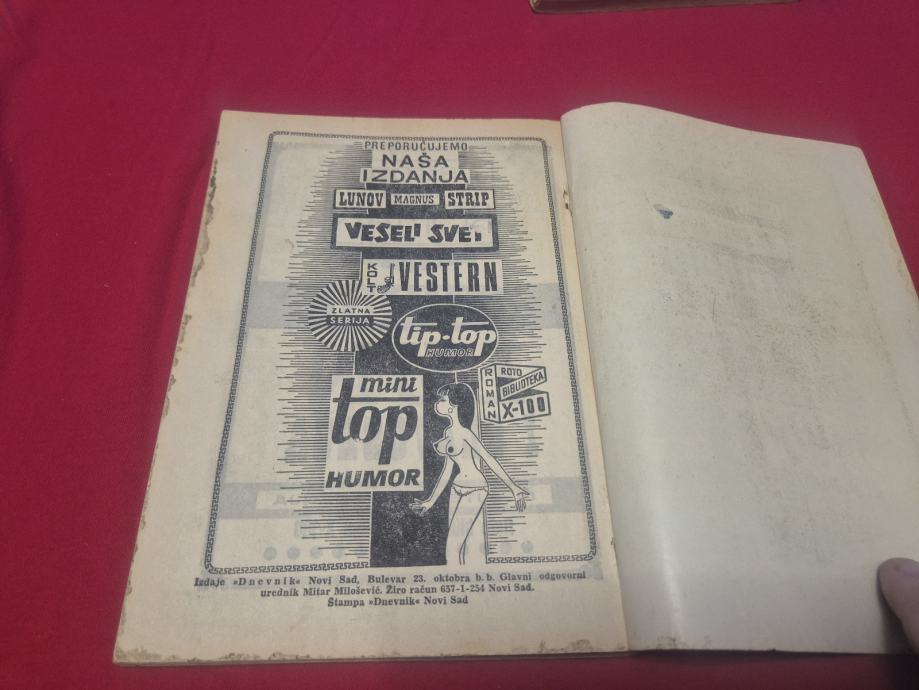 PREPORUČUJEMO
NAŠA
IZDANJA
LUNOV MAGNUS STRIP
VESELI SVET
KOLT VESTERN
ZLATNA
SERIJA
tip-top
HUMOR
ROMAN
ROTO
BIBLIOTEKA
X-100
mini
top
HUMOR
Izdaje »Dnevnik« Novi Sad, Bulevar 23. oktobra b. b. Glavni odgovorni
urednik Mitar Milošević. Žiro račun 657-1-254 Novi Sad.
Štampa »Dnevnik« Novi Sad